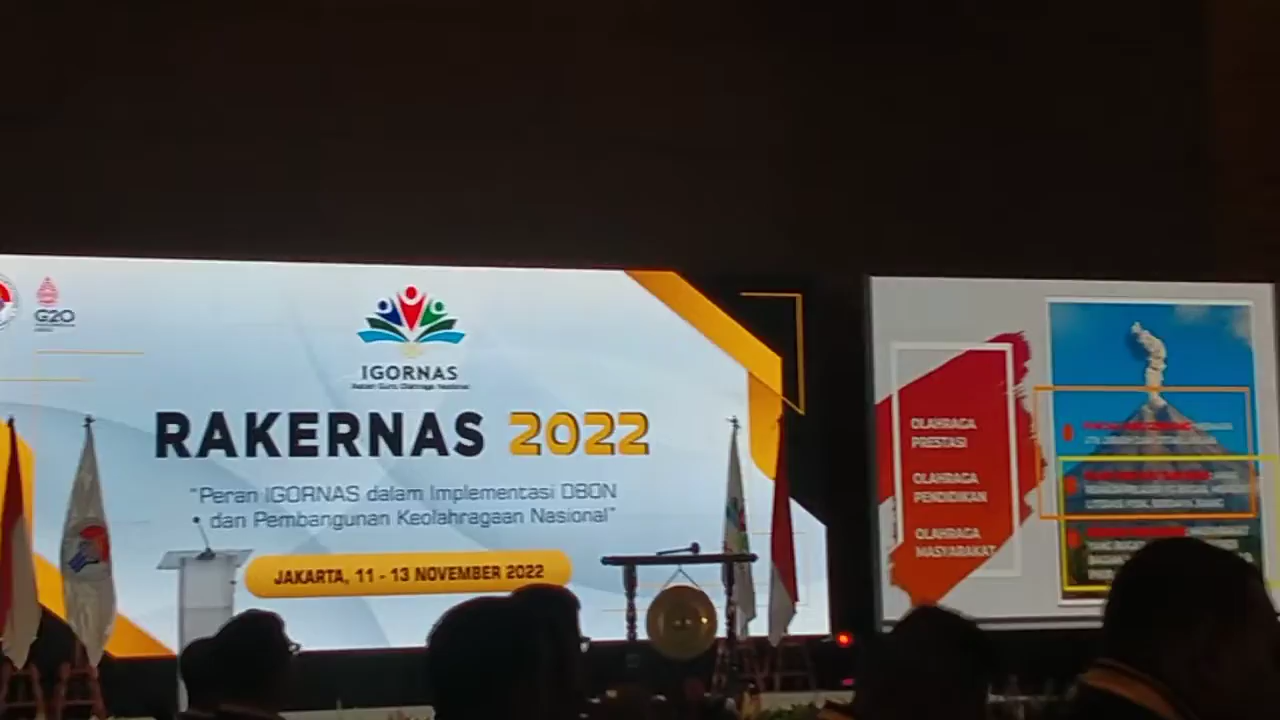 G20
IGORNAS
Ikatan Guru Olahraga Nasional
RAKERNAS 2022
"Peran IGORNAS dalam Implementasi DBON
dan Pembangunan Keolahragaan Nasional"
JAKARTA, 11 - 13 NOVEMBER 2022
OLAHRAGA
PRESTASI
OLAHRAGA
PENDIDIKAN
OLAHRAGA
MASYARAKAT